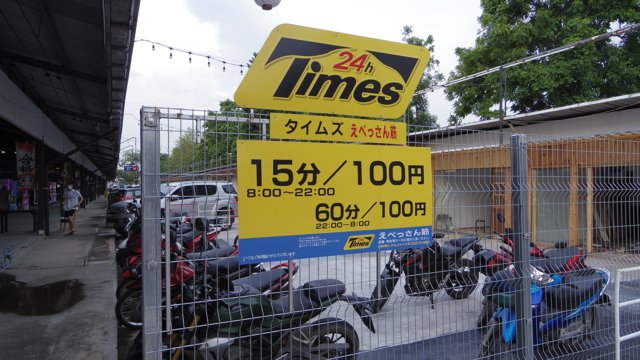 24h
Times
タイムズ えべっさん筋
15分/100円
8:00~22:00
60分/100円
22:00~8:00
えべっさん筋
Times